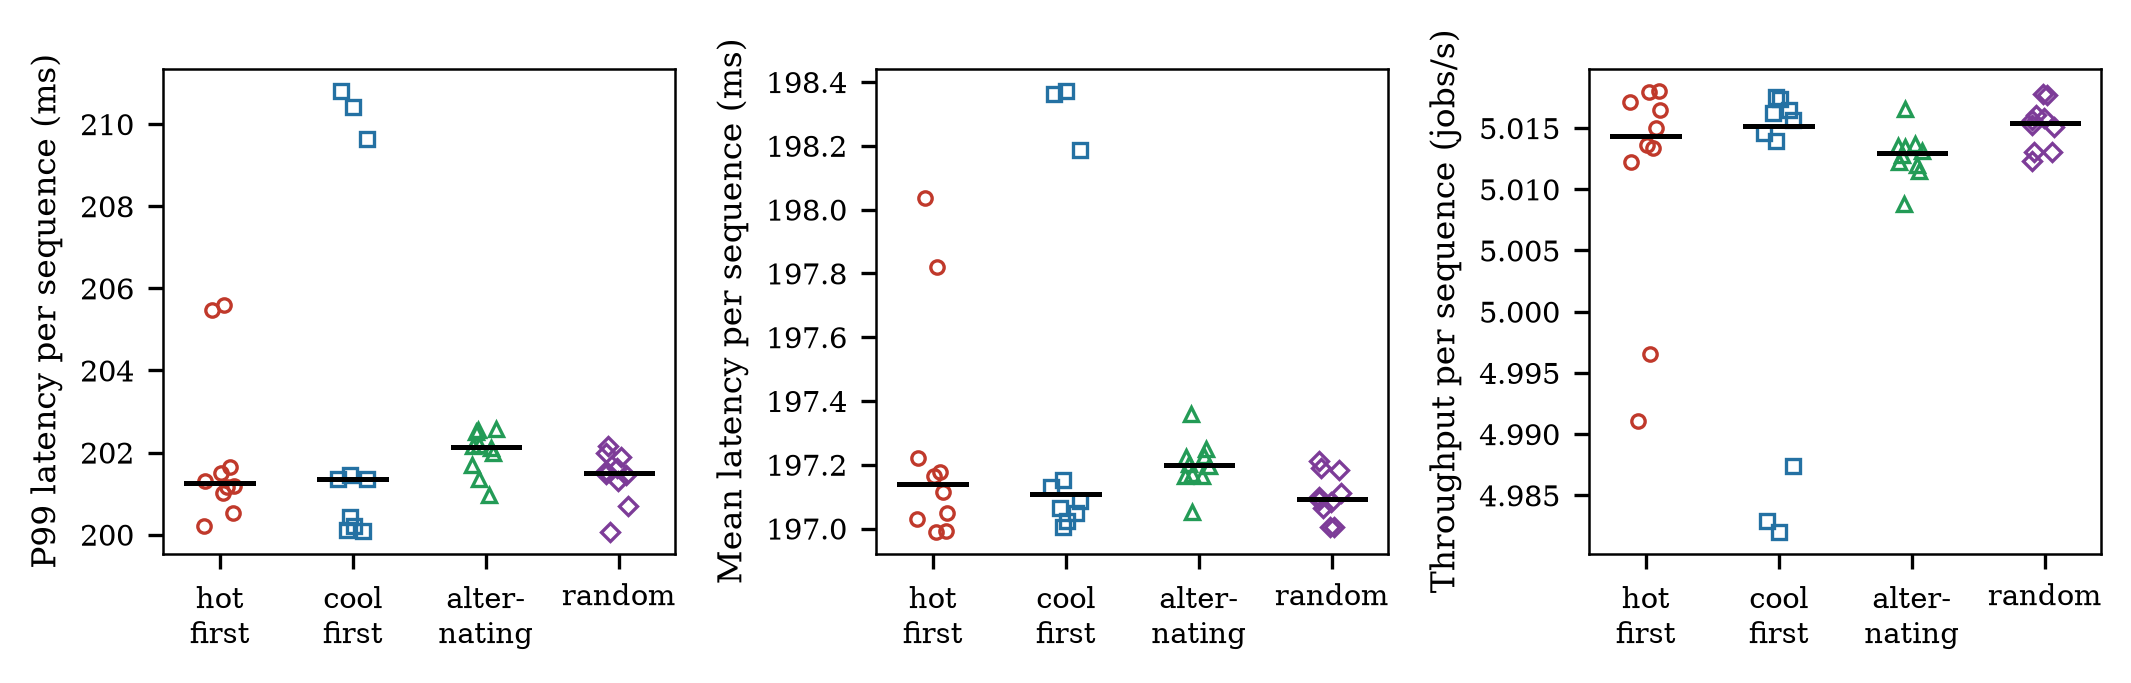 P99 latency per sequence (ms)
210
208
206
204
202
200
hot
first
cool
first
alter-
nating
random
Mean latency per sequence (ms)
198.4
198.2
198.0
197.8
197.6
197.4
197.2
197.0
hot
first
cool
first
alter-
nating
random
Throughput per sequence (jobs/s)
5.015
5.010
5.005
5.000
4.995
4.990
4.985
hot
first
cool
first
alter-
nating
random